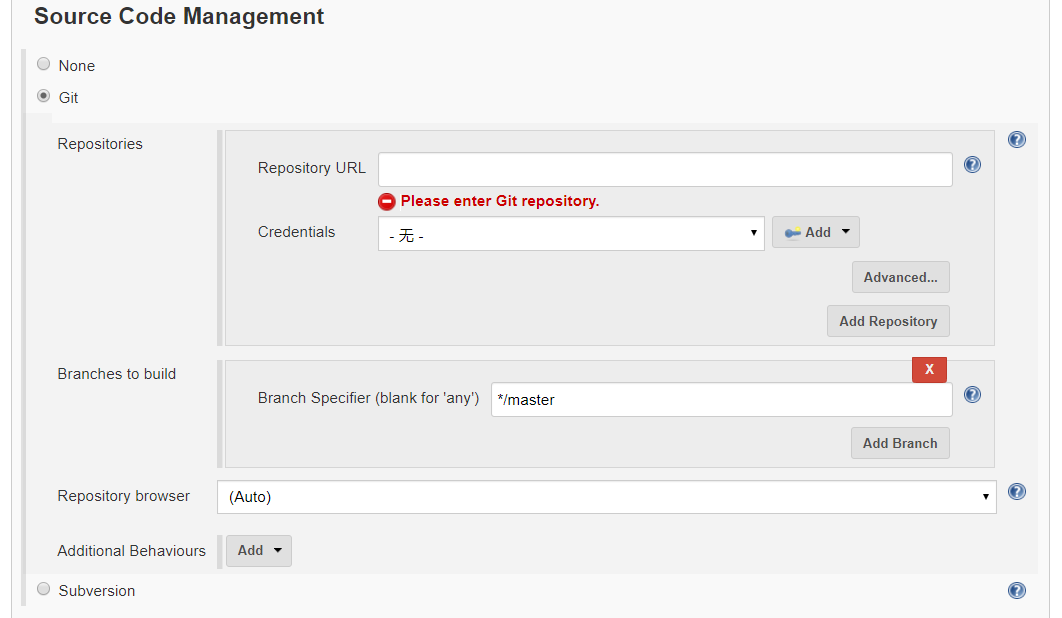 Source Code Management
None
Git
Repositories
Repository URL
Please enter Git repository.
Credentials
- 无 -
Add
Advanced...
Add Repository
Branches to build
X
Branch Specifier (blank for 'any')
*/master
Add Branch
Repository browser
(Auto)
Additional Behaviours
Add
Subversion